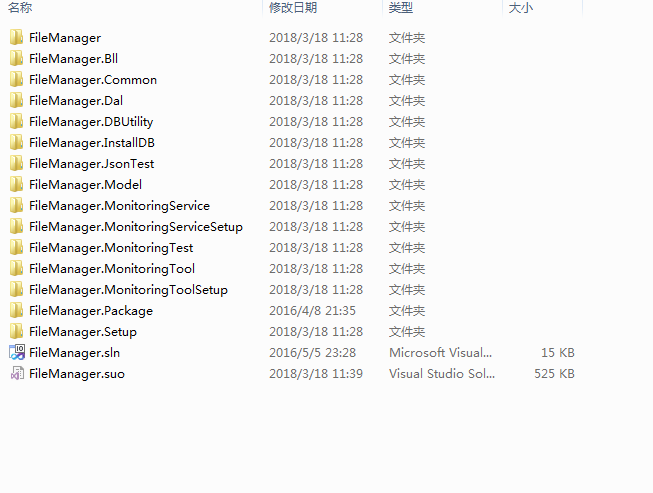 名称 修改日期 类型 大小
FileManager 2018/3/18 11:28 文件夹
FileManager.Bll 2018/3/18 11:28 文件夹
FileManager.Common 2018/3/18 11:28 文件夹
FileManager.Dal 2018/3/18 11:28 文件夹
FileManager.DBUtility 2018/3/18 11:28 文件夹
FileManager.InstallDB 2018/3/18 11:28 文件夹
FileManager.JsonTest 2018/3/18 11:28 文件夹
FileManager.Model 2018/3/18 11:28 文件夹
FileManager.MonitoringService 2018/3/18 11:28 文件夹
FileManager.MonitoringServiceSetup 2018/3/18 11:28 文件夹
FileManager.MonitoringTest 2018/3/18 11:28 文件夹
FileManager.MonitoringTool 2018/3/18 11:28 文件夹
FileManager.MonitoringToolSetup 2018/3/18 11:28 文件夹
FileManager.Package 2016/4/8 21:35 文件夹
FileManager.Setup 2018/3/18 11:28 文件夹
FileManager.sln 2016/5/5 23:28 Microsoft Visual... 15 KB
FileManager.suo 2018/3/18 11:39 Visual Studio Sol... 525 KB